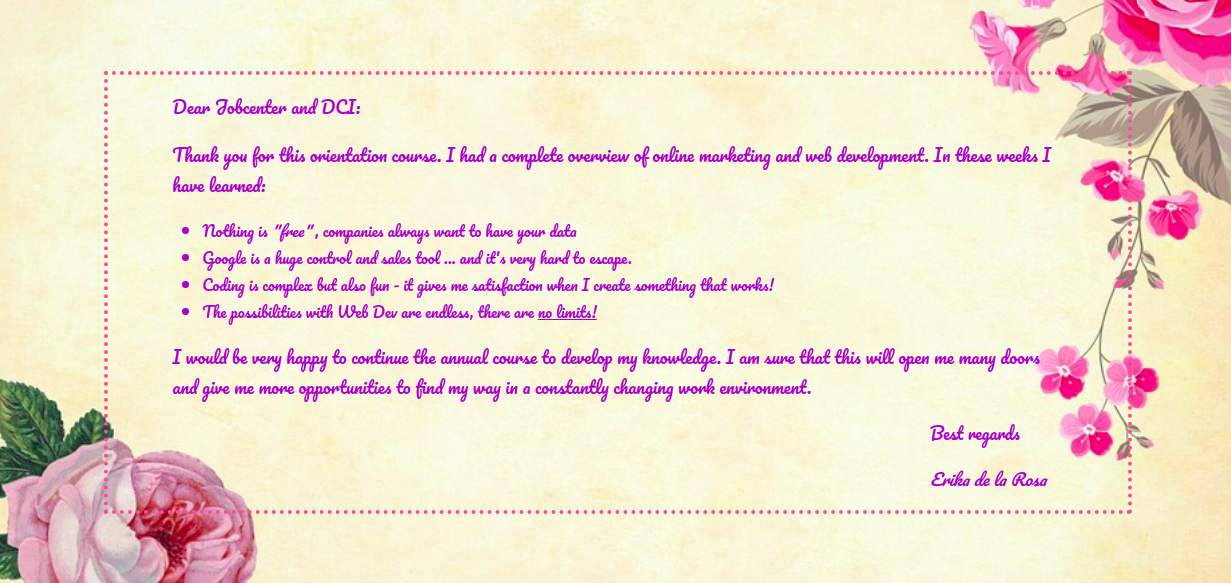 Dear Jobcenter and DCI:
Thank you for this orientation course. I had a complete overview of online marketing and web development. In these weeks I
have learned:
• Nothing is "free", companies always want to have your data
• Google is a huge control and sales tool ... and it's very hard to escape.
• Coding is complex but also fun - it gives me satisfaction when I create something that works!
• The possibilities with Web Dev are endless, there are no limits!
I would be very happy to continue the annual course to develop my knowledge. I am sure that this will open me many doors
and give me more opportunities to find my way in a constantly changing work environment.
Best regards
Erika de la Rosa